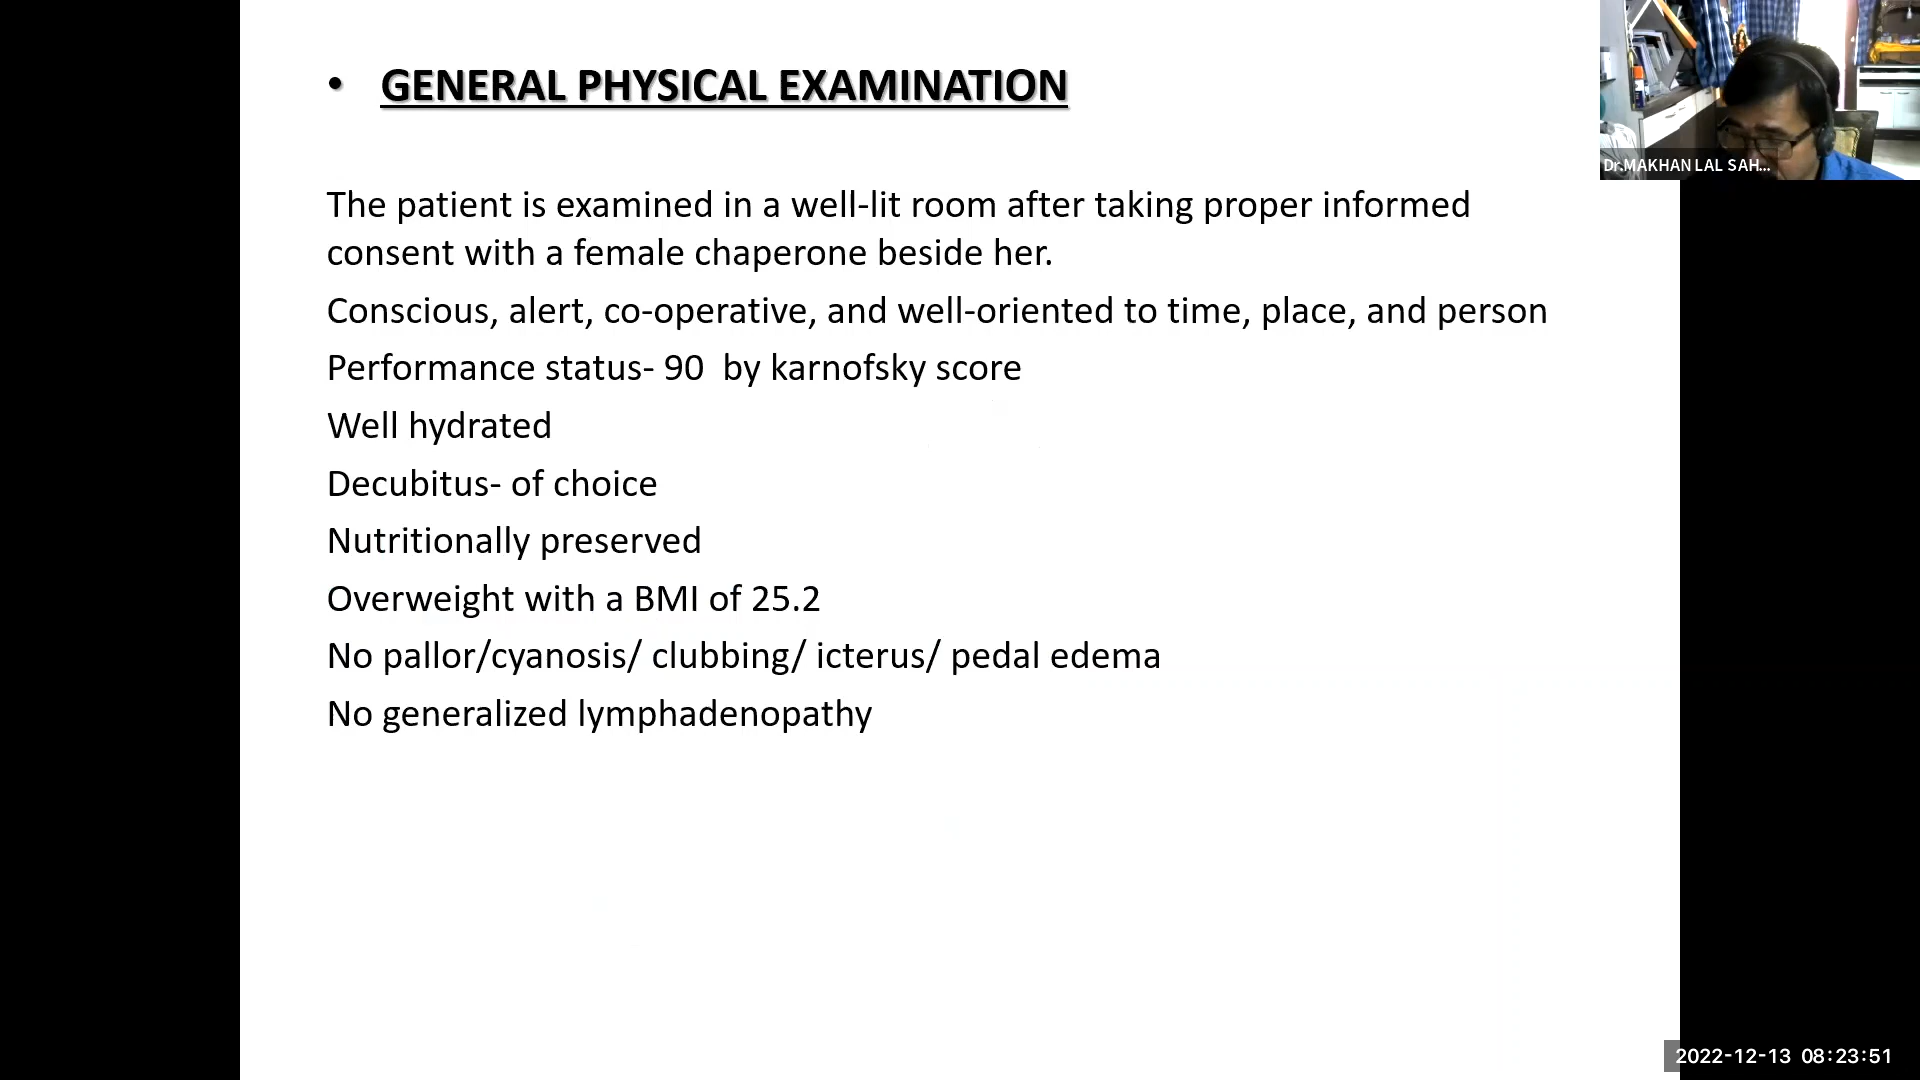 • GENERAL PHYSICAL EXAMINATION
The patient is examined in a well-lit room after taking proper informed
consent with a female chaperone beside her.
Conscious, alert, co-operative, and well-oriented to time, place, and person
Performance status- 90  by karnofsky score
Well hydrated
Decubitus- of choice
Nutritionally preserved
Overweight with a BMI of 25.2
No pallor/cyanosis/ clubbing/ icterus/ pedal edema
No generalized lymphadenopathy
Dr.MAKHAN LAL SAH...
2022-12-13 08:23:51